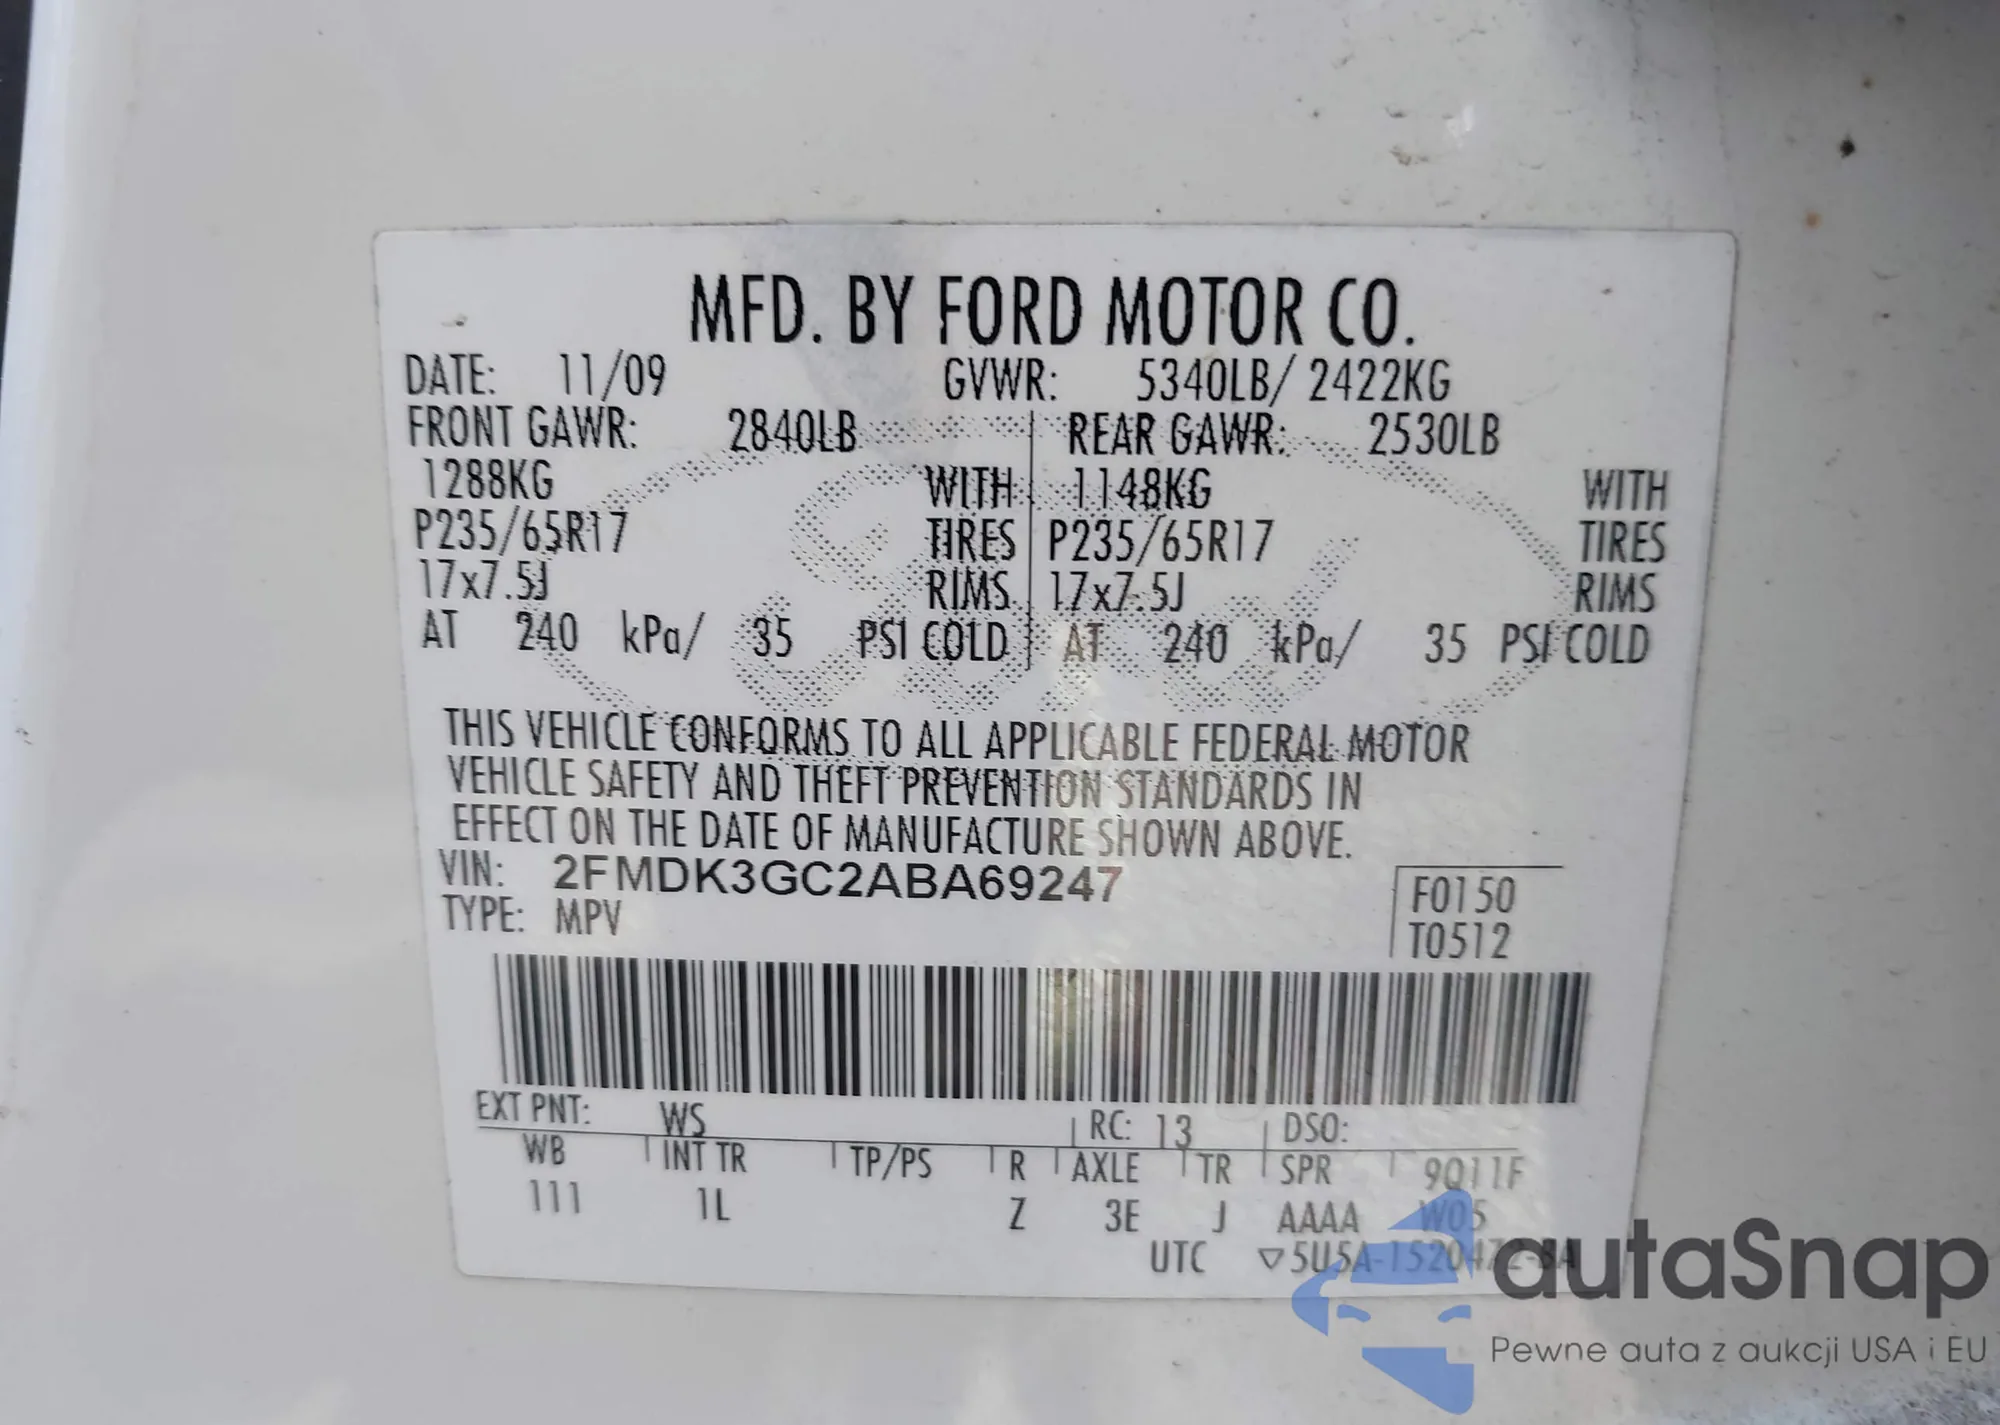 MFD. BY FORD MOTOR CO.
DATE: 11/09 GVWR: 5340LB/ 2422KG
FRONT GAWR: 2840LB REAR GAWR: 2530LB
1288KG WITH 1148KG WITH
P235/65R17 TIRES P235/65R17 TIRES
17x7.5J RIMS 17x7.5J RIMS
AT 240 kPa/ 35 PSI COLD AT 240 kPa/ 35 PSI COLD
THIS VEHICLE CONFORMS TO ALL APPLICABLE FEDERAL MOTOR
VEHICLE SAFETY AND THEFT PREVENTION STANDARDS IN
EFFECT ON THE DATE OF MANUFACTURE SHOWN ABOVE.
VIN: 2FMDK3GC2ABA69247
TYPE: MPV
F0150
T0512
EXT PNT: WS RC: 13 DSO:
WB INT TR TP/PS R AXLE TR SPR 9Q11F
111 1L Z 3E J AAAA W05
UTC ▽5U5A-1520472-BA
autaSnap
Pewne auta z aukcji USA i EU